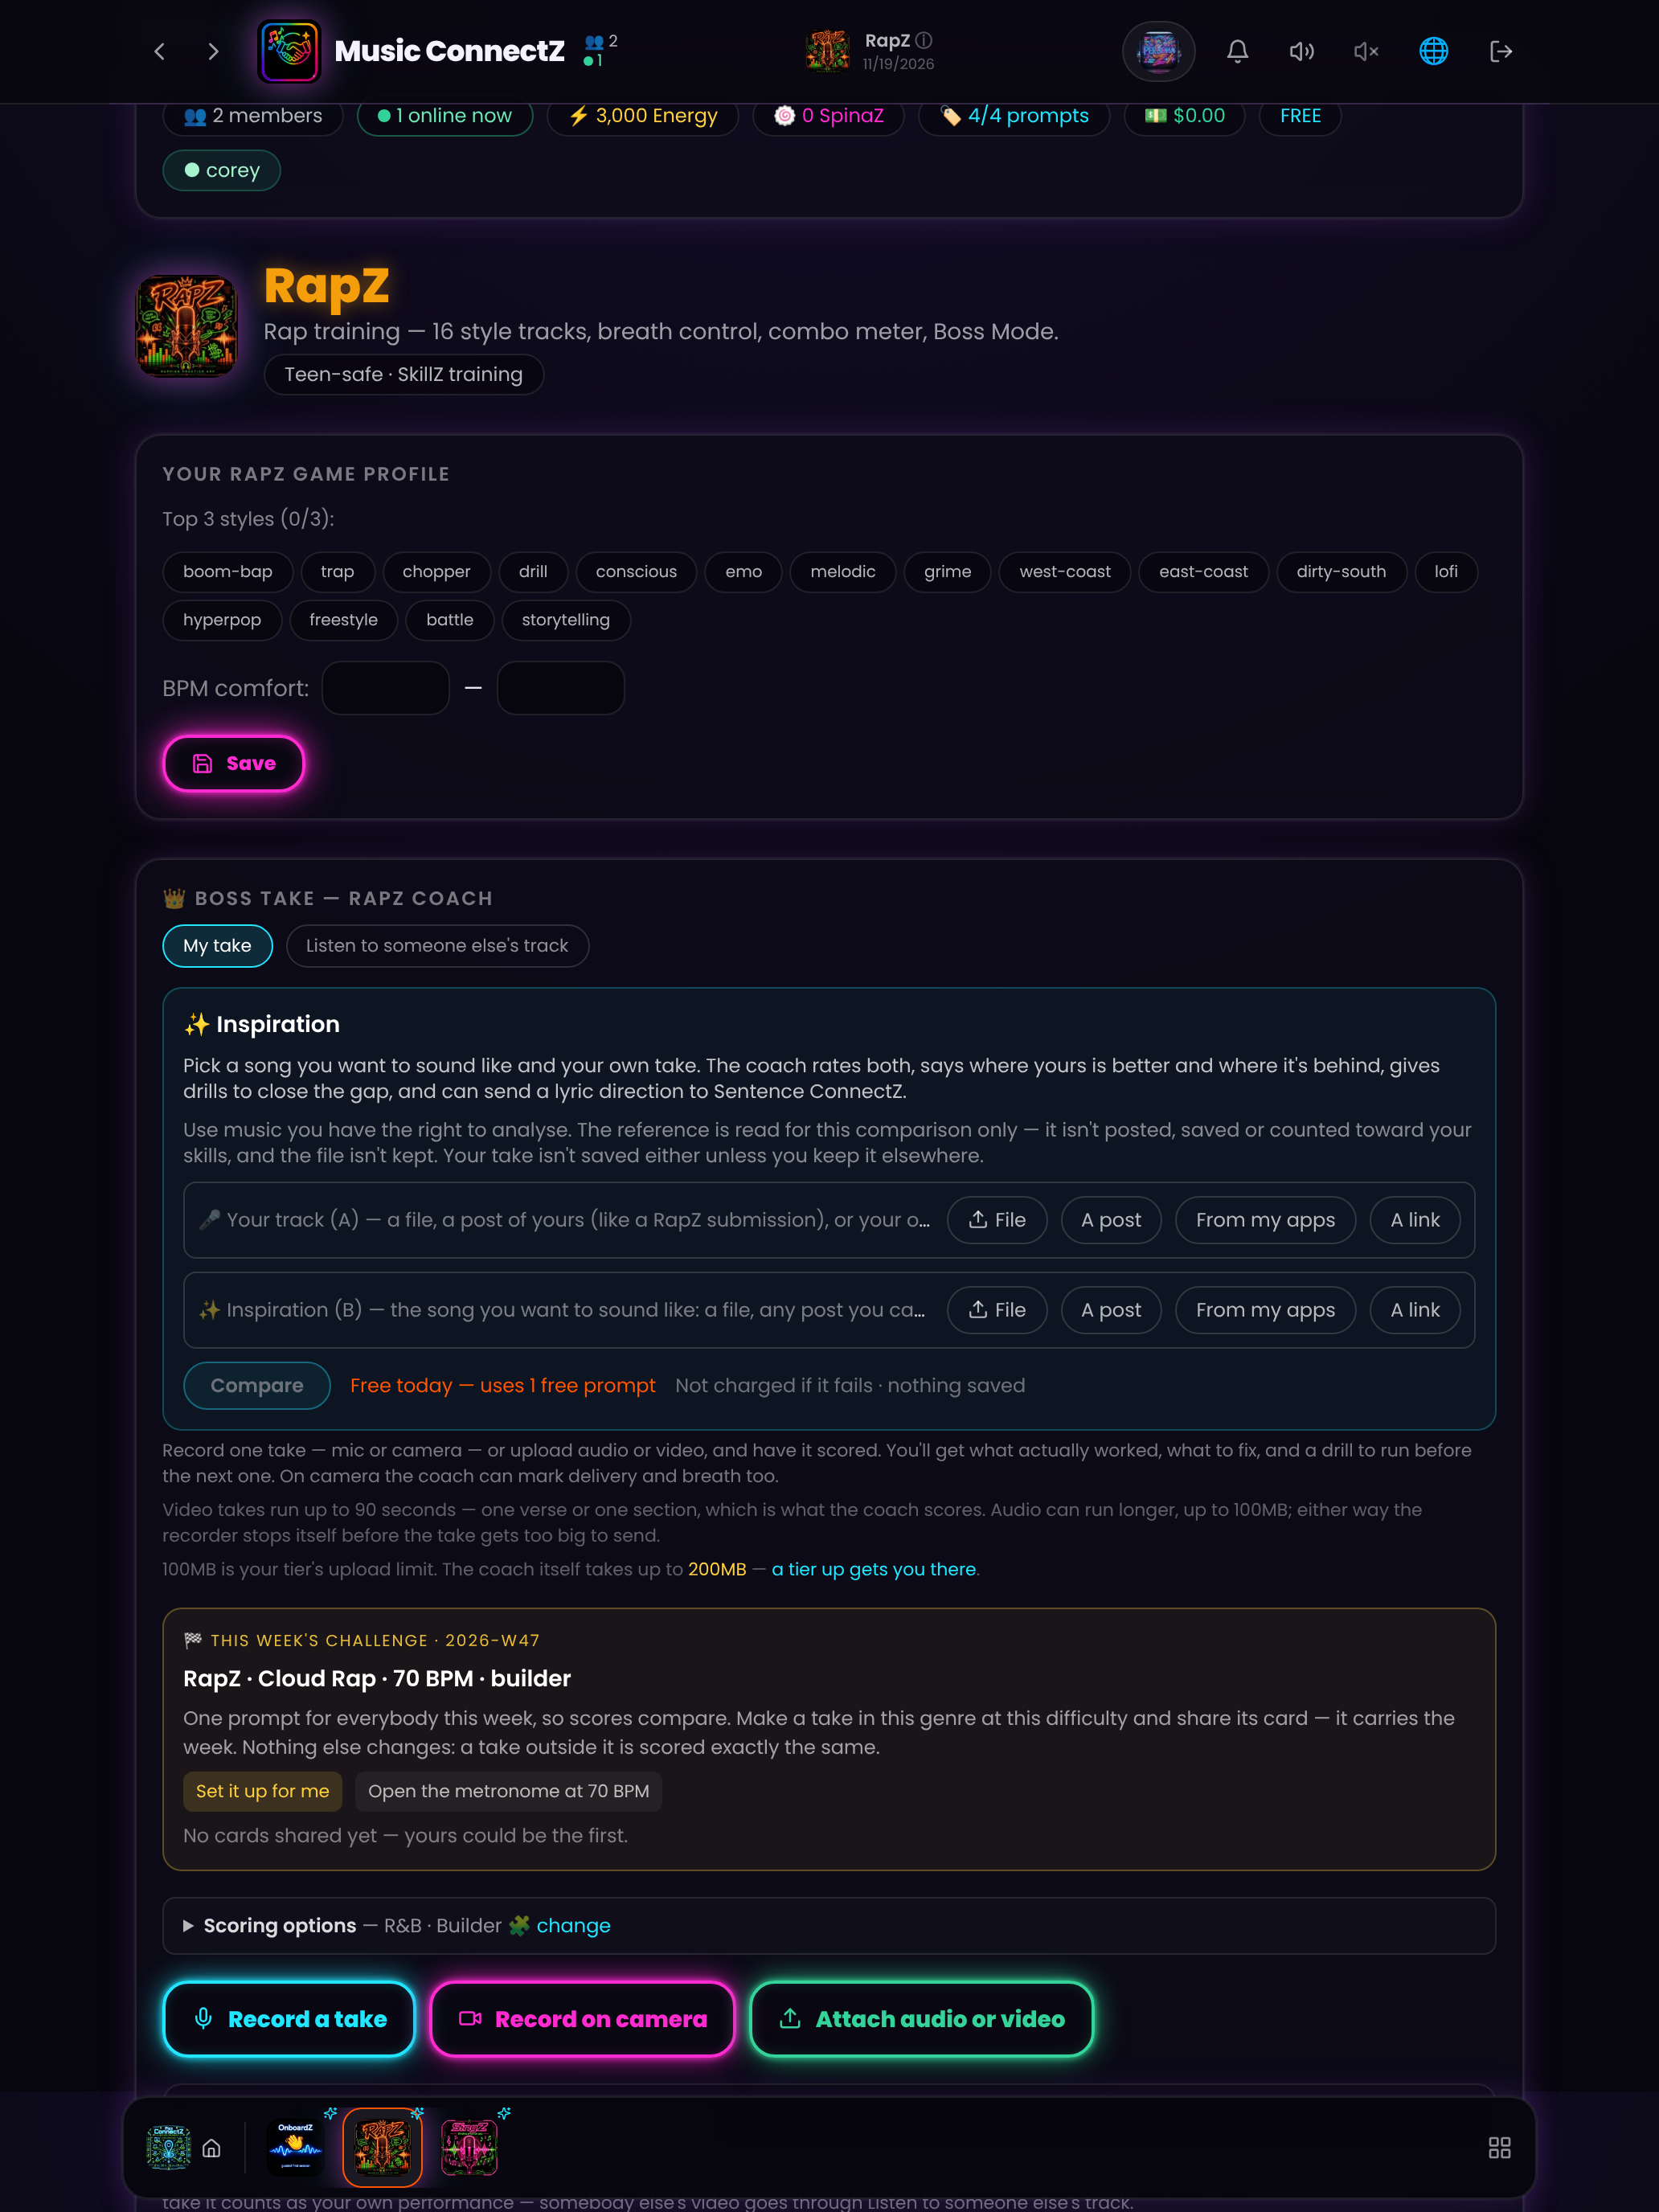 Music ConnectZ
👥 2
1
RapZ ⓘ
11/19/2026
👥 2 members
1 online now
⚡ 3,000 Energy
🍥 0 SpinaZ
🏷️ 4/4 prompts
💵 $0.00
FREE
corey
RAPZ
RapZ
Rap training — 16 style tracks, breath control, combo meter, Boss Mode.
Teen-safe · SkillZ training
YOUR RAPZ GAME PROFILE
Top 3 styles (0/3):
boom-bap
trap
chopper
drill
conscious
emo
melodic
grime
west-coast
east-coast
dirty-south
lofi
hyperpop
freestyle
battle
storytelling
BPM comfort:
—
Save
👑 BOSS TAKE — RAPZ COACH
My take
Listen to someone else's track
✨ Inspiration
Pick a song you want to sound like and your own take. The coach rates both, says where yours is better and where it's behind, gives
drills to close the gap, and can send a lyric direction to Sentence ConnectZ.
Use music you have the right to analyse. The reference is read for this comparison only — it isn't posted, saved or counted toward your
skills, and the file isn't kept. Your take isn't saved either unless you keep it elsewhere.
🎤 Your track (A) — a file, a post of yours (like a RapZ submission), or your o...
File
A post
From my apps
A link
✨ Inspiration (B) — the song you want to sound like: a file, any post you ca...
File
A post
From my apps
A link
Compare
Free today — uses 1 free prompt
Not charged if it fails · nothing saved
Record one take — mic or camera — or upload audio or video, and have it scored. You'll get what actually worked, what to fix, and a drill to run before
the next one. On camera the coach can mark delivery and breath too.
Video takes run up to 90 seconds — one verse or one section, which is what the coach scores. Audio can run longer, up to 100MB; either way the
recorder stops itself before the take gets too big to send.
100MB is your tier's upload limit. The coach itself takes up to 200MB — a tier up gets you there.
🏁 THIS WEEK'S CHALLENGE · 2026-W47
RapZ · Cloud Rap · 70 BPM · builder
One prompt for everybody this week, so scores compare. Make a take in this genre at this difficulty and share its card — it carries the
week. Nothing else changes: a take outside it is scored exactly the same.
Set it up for me
Open the metronome at 70 BPM
No cards shared yet — yours could be the first.
▶ Scoring options — R&B · Builder 🧩 change
Record a take
Record on camera
Attach audio or video
ConnectZ
OnboardZ
RAPZ
SingZ
take it counts as your own performance — somebody else's video goes through Listen to someone else's track.